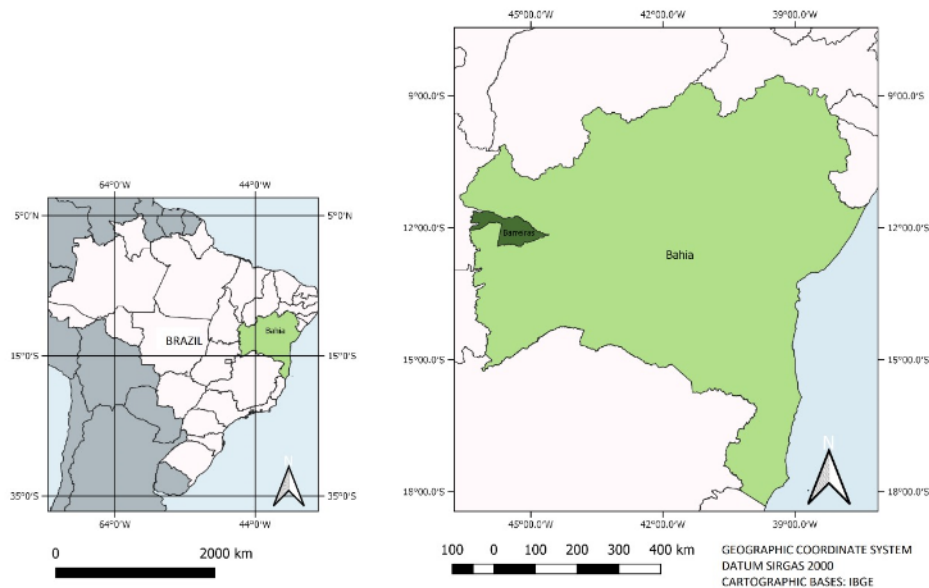 64°0'W 44°0'W
5°0'N 5°0'N
Bahia
BRAZIL
15°0'S 15°0'S
N
35°0'S 35°0'S
64°0'W 44°0'W
0 2000 km
45°00.0'W 42°00.0'W 39°00.0'W
9°00.0'S 9°00.0'S
12°00.0'S 12°00.0'S
Barreiras
Bahia
15°00.0'S 15°00.0'S
N
18°00.0'S 18°00.0'S
45°00.0'W 42°00.0'W 39°00.0'W
100 0 100 200 300 400 km
GEOGRAPHIC COORDINATE SYSTEM
DATUM SIRGAS 2000
CARTOGRAPHIC BASES: IBGE